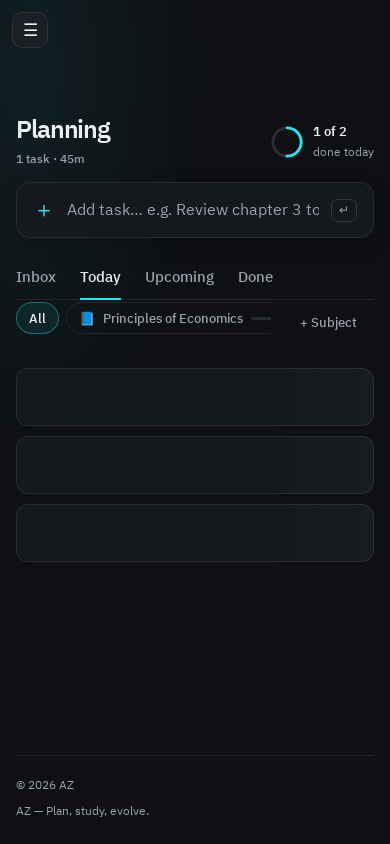 ☰
Planning
1 of 2
1 task · 45m
done today
+ Add task… e.g. Review chapter 3 to ↵
Inbox Today Upcoming Done
All 📘 Principles of Economics + Subject
© 2026 AZ
AZ — Plan, study, evolve.